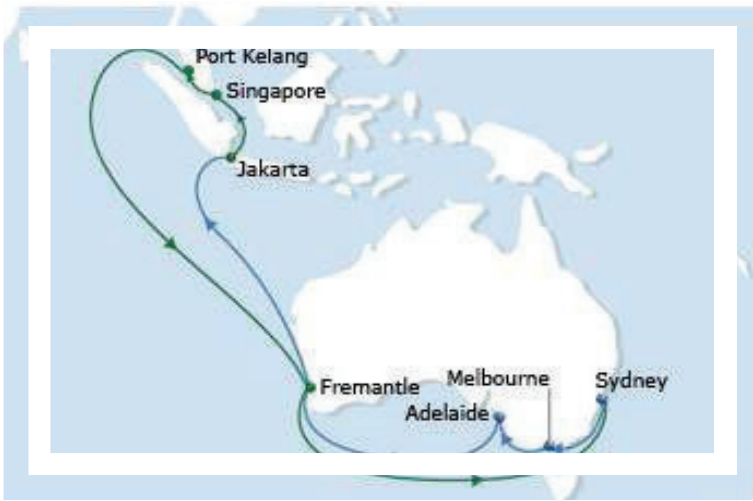 Port Kelang
Singapore
Jakarta
Fremantle
Melbourne
Sydney
Adelaide